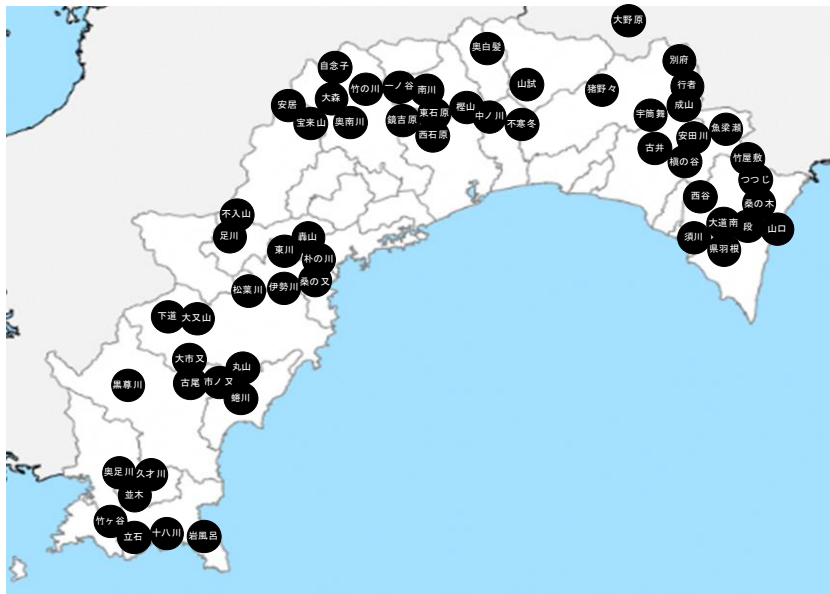 大野原
奥白髪
別府
自念子
竹の川
一ノ谷
南川
山試
猪野々
行者
安居
大森
宝来山
奥南川
鏡吉原
東石原
西石原
樫山
中ノ川
不寒冬
宇筒舞
成山
安田川
魚梁瀬
古井
槇の谷
竹屋敷
つつじ
西谷
桑の木
大道南
段
山口
須川
県羽根
不入山
足川
東川
轟山
朴の川
松葉川
伊勢川
桑の又
下道
大又山
大市又
丸山
黒尊川
古尾
市ノ又
蜷川
奥足川
久才川
並木
竹ヶ谷
立石
十八川
岩風呂